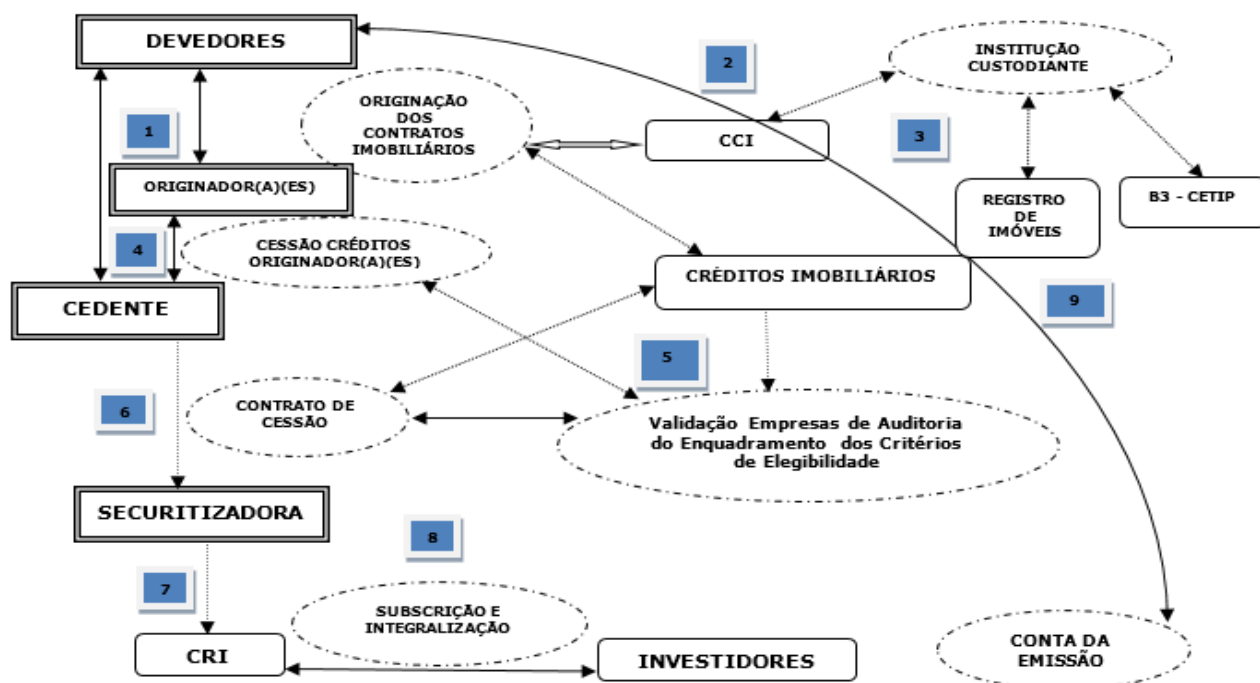 DEVEDORES
2
INSTITUÇÃO
CUSTODIANTE
ORIGINAÇÃO
DOS
CONTRATOS
IMOBILIÁRIOS
1
3
CCI
ORIGINADOR(A)(ES)
REGISTRO
DE
IMÓVEIS
B3 - CETIP
4
CESSÃO CRÉDITOS
ORIGINADOR(A)(ES)
CRÉDITOS IMOBILIÁRIOS
CEDENTE
9
5
6
CONTRATO DE
CESSÃO
Validação Empresas de Auditoria
do Enquadramento dos Critérios
de Elegibilidade
SECURITIZADORA
8
7
SUBSCRIÇÃO E
INTEGRALIZAÇÃO
CRI
INVESTIDORES
CONTA DA
EMISSÃO